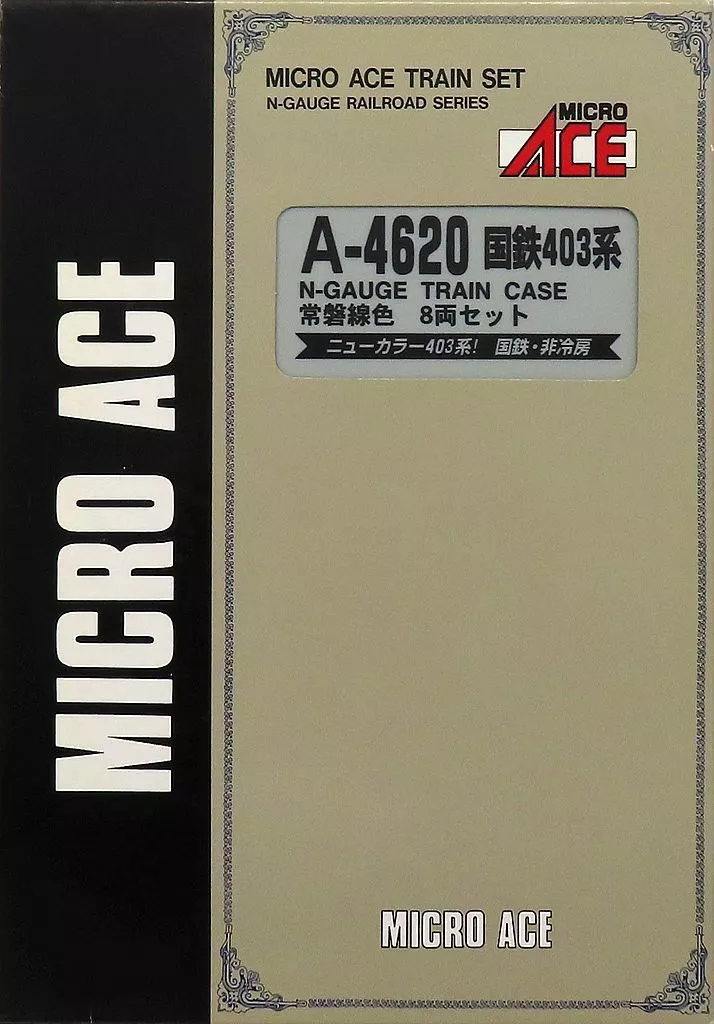 MICRO ACE
MICRO ACE TRAIN SET
N-GAUGE RAILROAD SERIES
MICRO
ACE
A-4620 国鉄403系
N-GAUGE TRAIN CASE
常磐線色 8両セット
ニューカラー403系! 国鉄・非冷房
MICRO ACE